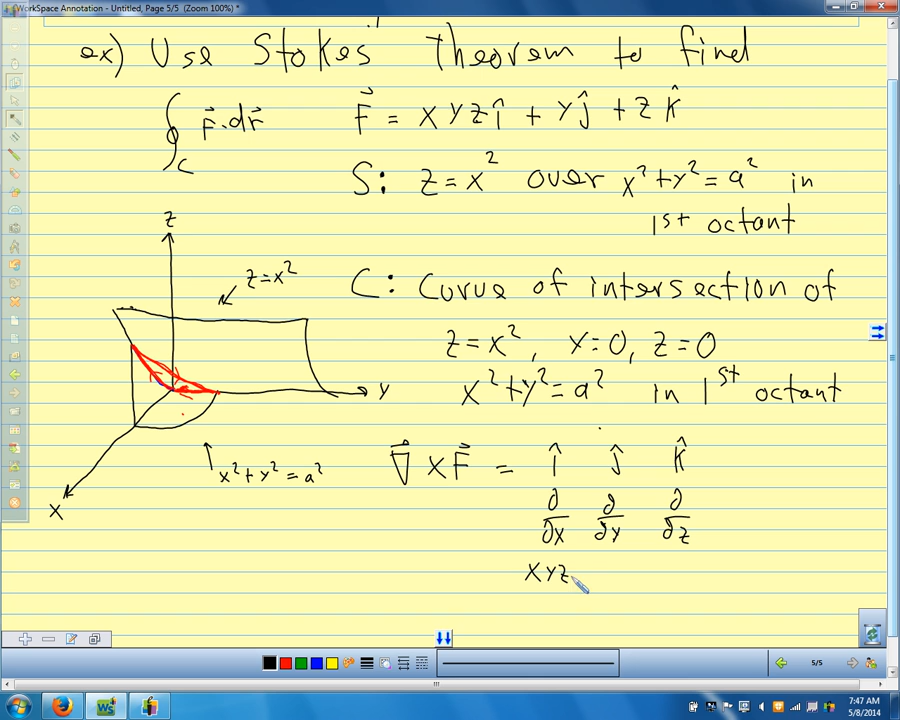 WorkSpace Annotation - Untitled, Page 5/5 (Zoom 100%) *
ex) Use Stokes' Theorem to find
∮_C F⃗·dr⃗    F⃗ = xyz î + y ĵ + z k̂
S: z = x² over x² + y² = a² in
1st octant
z
z = x²
C: Curve of intersection of
z = x², y = 0, z = 0
y
x² + y² = a² in 1st octant
x² + y² = a²
x
∇⃗ × F⃗ = î ĵ k̂
∂/∂x ∂/∂y ∂/∂z
xyz
5/5
7:47 AM
5/8/2014